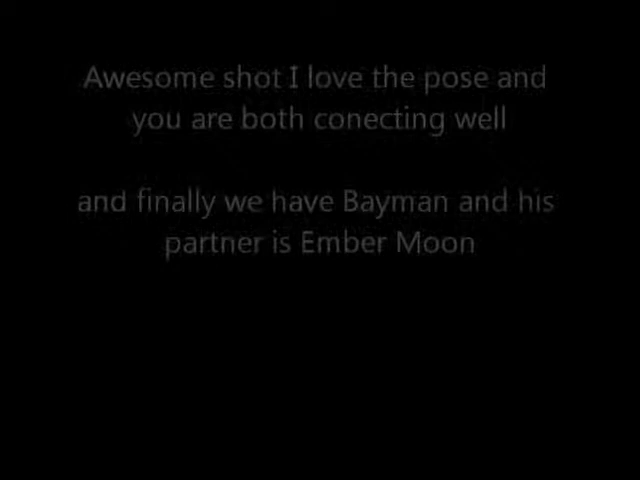 Awesome shot I love the pose and
you are both conecting well
and finally we have Bayman and his
partner is Ember Moon